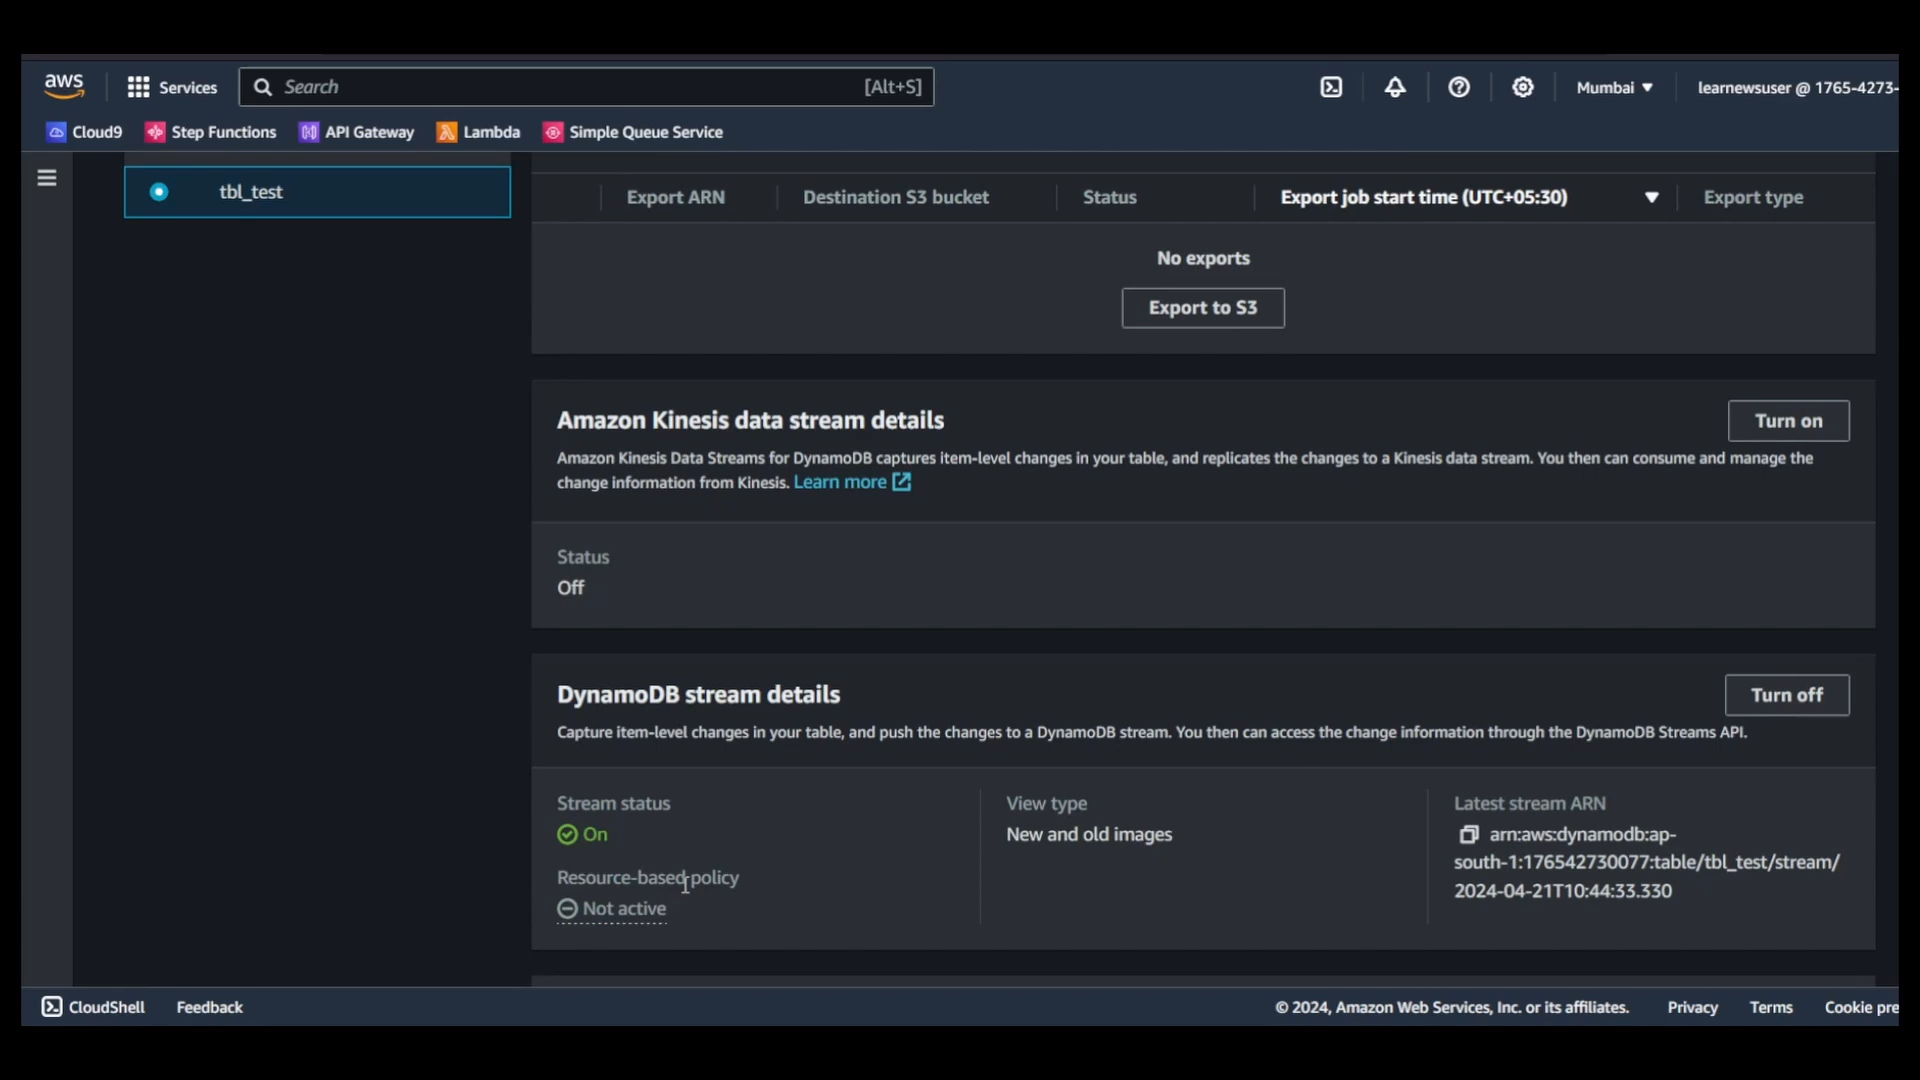 aws
Services
Search
[Alt+S]
Mumbai
learnewsuser @ 1765-4273-
Cloud9
Step Functions
API Gateway
Lambda
Simple Queue Service
tbl_test
Export ARN
Destination S3 bucket
Status
Export job start time (UTC+05:30)
Export type
No exports
Export to S3
Amazon Kinesis data stream details
Turn on
Amazon Kinesis Data Streams for DynamoDB captures item-level changes in your table, and replicates the changes to a Kinesis data stream. You then can consume and manage the
change information from Kinesis. Learn more
Status
Off
DynamoDB stream details
Turn off
Capture item-level changes in your table, and push the changes to a DynamoDB stream. You then can access the change information through the DynamoDB Streams API.
Stream status
On
Resource-based policy
Not active
View type
New and old images
Latest stream ARN
arn:aws:dynamodb:ap-
south-1:176542730077:table/tbl_test/stream/
2024-04-21T10:44:33.330
CloudShell
Feedback
© 2024, Amazon Web Services, Inc. or its affiliates.
Privacy
Terms
Cookie pre